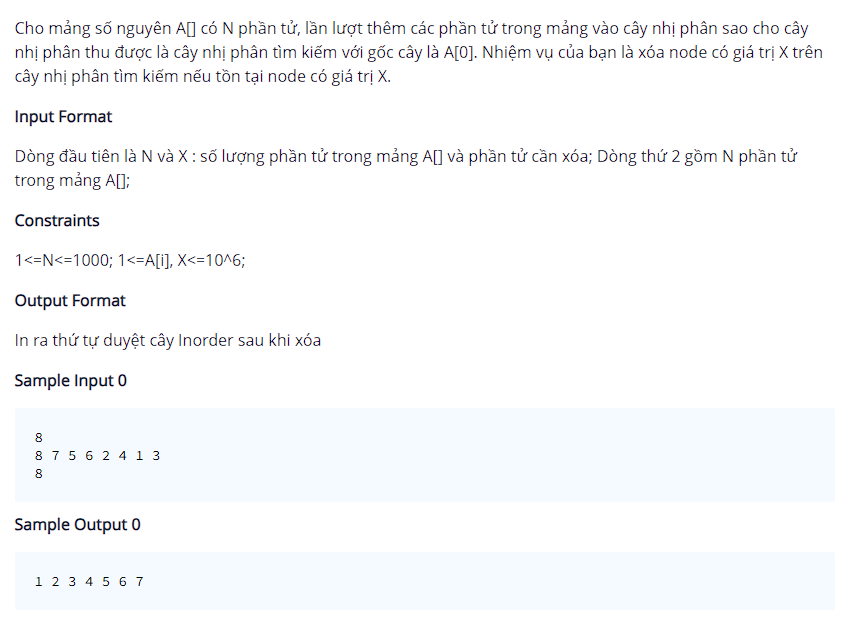 Cho mảng số nguyên A[] có N phần tử, lần lượt thêm các phần tử trong mảng vào cây nhị phân sao cho cây
nhị phân thu được là cây nhị phân tìm kiếm với gốc cây là A[0]. Nhiệm vụ của bạn là xóa node có giá trị X trên
cây nhị phân tìm kiếm nếu tồn tại node có giá trị X.
Input Format
Dòng đầu tiên là N và X : số lượng phần tử trong mảng A[] và phần tử cần xóa; Dòng thứ 2 gồm N phần tử
trong mảng A[];
Constraints
1<=N<=1000; 1<=A[i], X<=10^6;
Output Format
In ra thứ tự duyệt cây Inorder sau khi xóa
Sample Input 0
8
8 7 5 6 2 4 1 3
8
Sample Output 0
1 2 3 4 5 6 7